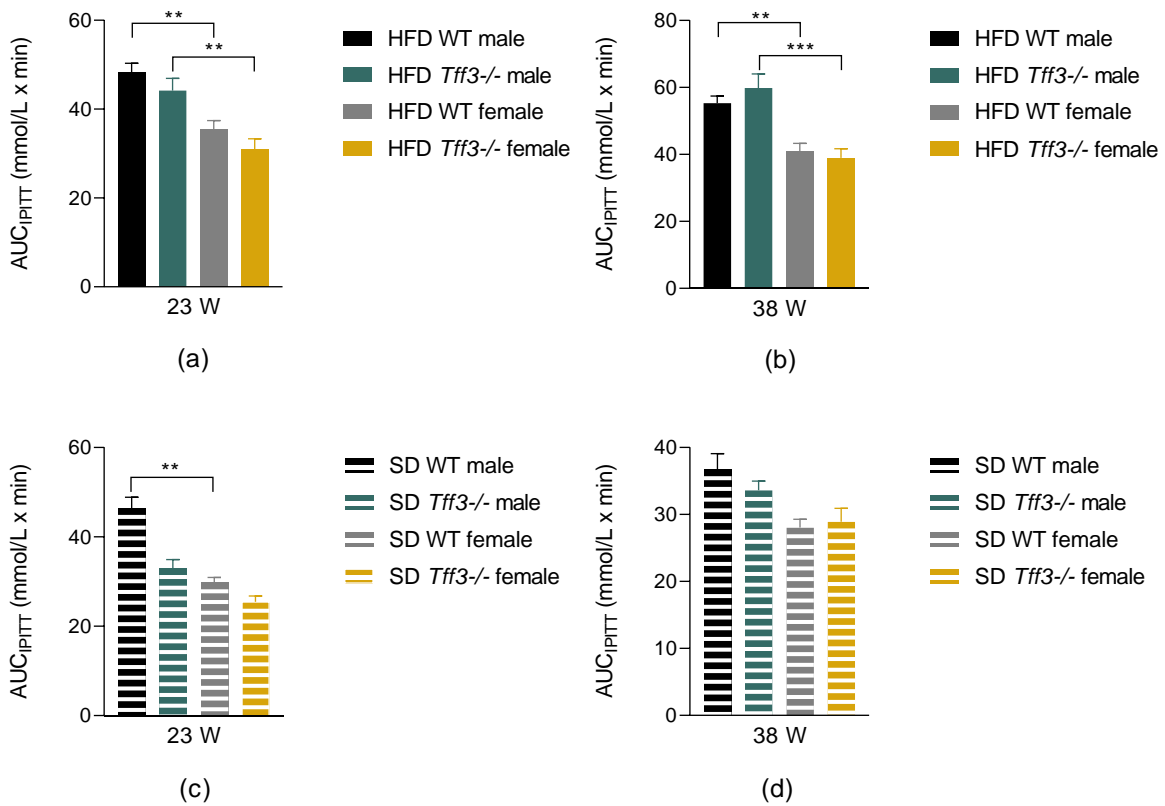 60
40
20
0
AUC_IPITT (mmol/L x min)
** 
**
23 W
HFD WT male
HFD Tff3-/- male
HFD WT female
HFD Tff3-/- female
(a)
80
60
40
20
0
AUC_IPITT (mmol/L x min)
**
***
38 W
HFD WT male
HFD Tff3-/- male
HFD WT female
HFD Tff3-/- female
(b)
60
40
20
0
AUC_IPITT (mmol/L x min)
**
23 W
SD WT male
SD Tff3-/- male
SD WT female
SD Tff3-/- female
(c)
40
30
20
10
0
AUC_IPITT (mmol/L x min)
38 W
SD WT male
SD Tff3-/- male
SD WT female
SD Tff3-/- female
(d)